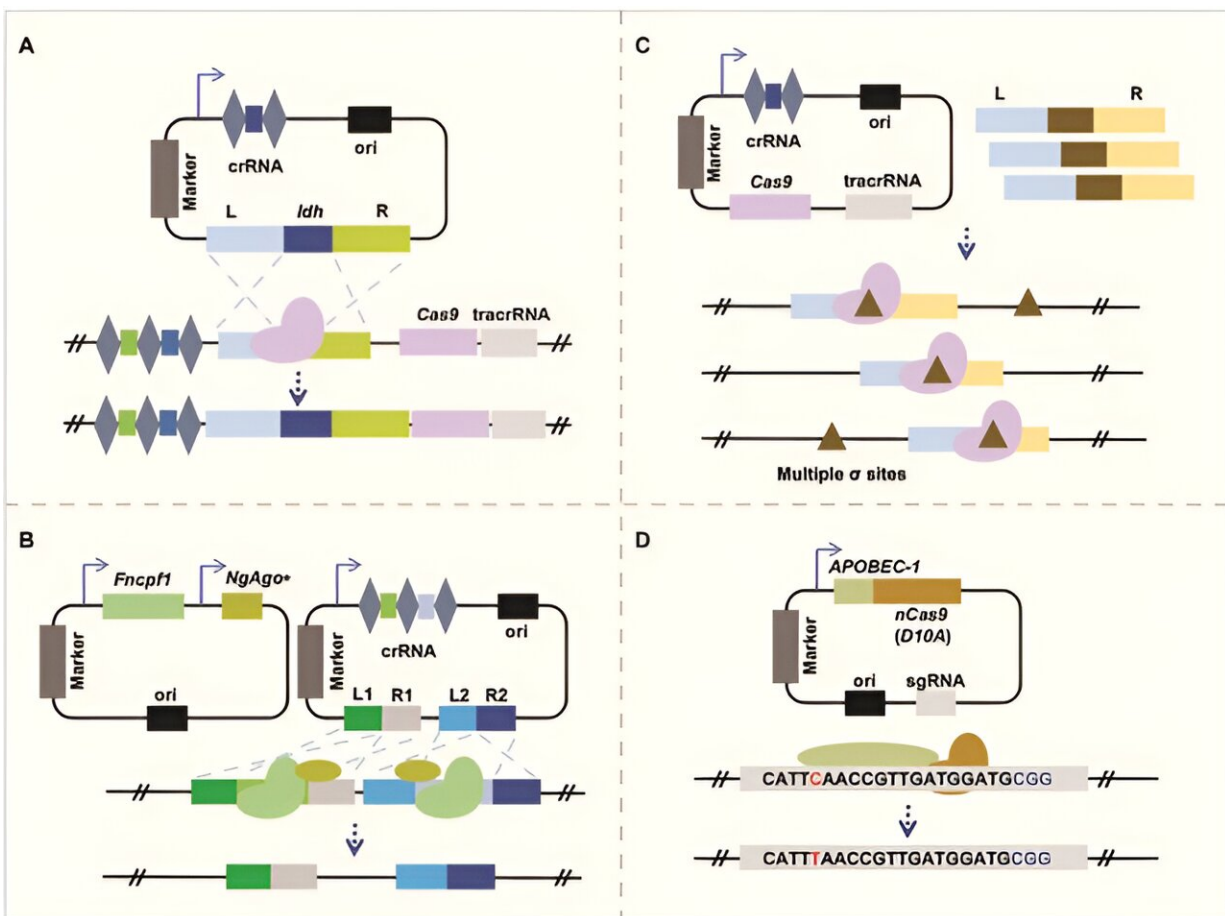 A
crRNA
ori
Marker
L
ldh
R
Cas9
tracrRNA
B
Fncpf1
NgAgo*
Marker
ori
crRNA
ori
Marker
L1
R1
L2
R2
C
crRNA
ori
Marker
Cas9
tracrRNA
L
R
Multiple σ sites
D
APOBEC-1
nCas9
(D10A)
Marker
ori
sgRNA
CATTCAACCGTTGATGGATGCGG
CATTTAACCGTTGATGGATGCGG